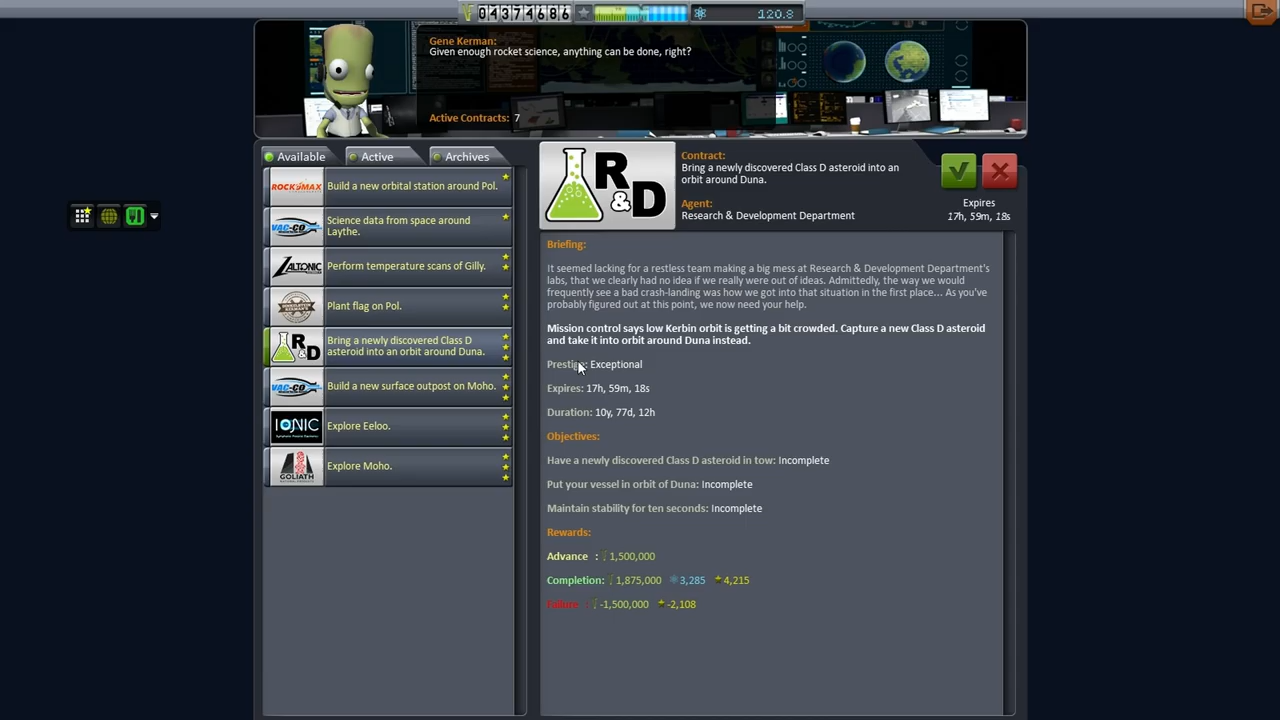 04374686
120.8
Gene Kerman:
Given enough rocket science, anything can be done, right?
Active Contracts: 7
Available
Active
Archives
ROCKOMAX
Build a new orbital station around Pol.
VAC-CO
Science data from space around
Laythe.
Perform temperature scans of Gilly.
Plant flag on Pol.
R&D
Bring a newly discovered Class D
asteroid into an orbit around Duna.
VAC-CO
Build a new surface outpost on Moho.
IONIC
Explore Eeloo.
GOLIATH
Explore Moho.
R
&D
Contract:
Bring a newly discovered Class D asteroid into an
orbit around Duna.
Agent:
Research & Development Department
Expires
17h, 59m, 18s
Briefing:
It seemed lacking for a restless team making a big mess at Research & Development Department's
labs, that we clearly had no idea if we really were out of ideas. Admittedly, the way we would
frequently see a bad crash-landing was how we got into that situation in the first place... As you've
probably figured out at this point, we now need your help.
Mission control says low Kerbin orbit is getting a bit crowded. Capture a new Class D asteroid
and take it into orbit around Duna instead.
Prestige: Exceptional
Expires: 17h, 59m, 18s
Duration: 10y, 77d, 12h
Objectives:
Have a newly discovered Class D asteroid in tow: Incomplete
Put your vessel in orbit of Duna: Incomplete
Maintain stability for ten seconds: Incomplete
Rewards:
Advance : 1,500,000
Completion: 1,875,000 3,285 4,215
Failure : -1,500,000 -2,108